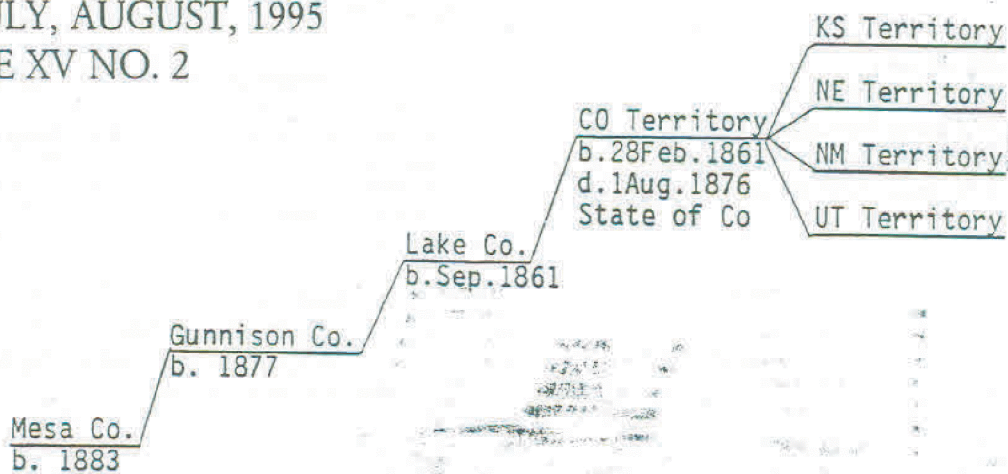 JLY, AUGUST, 1995
E XV NO. 2
KS Territory
NE Territory
CO Territory
b.28Feb.1861
d.1Aug.1876
State of Co
NM Territory
UT Territory
Lake Co.
b.Sep.1861
Gunnison Co.
b. 1877
Mesa Co.
b. 1883